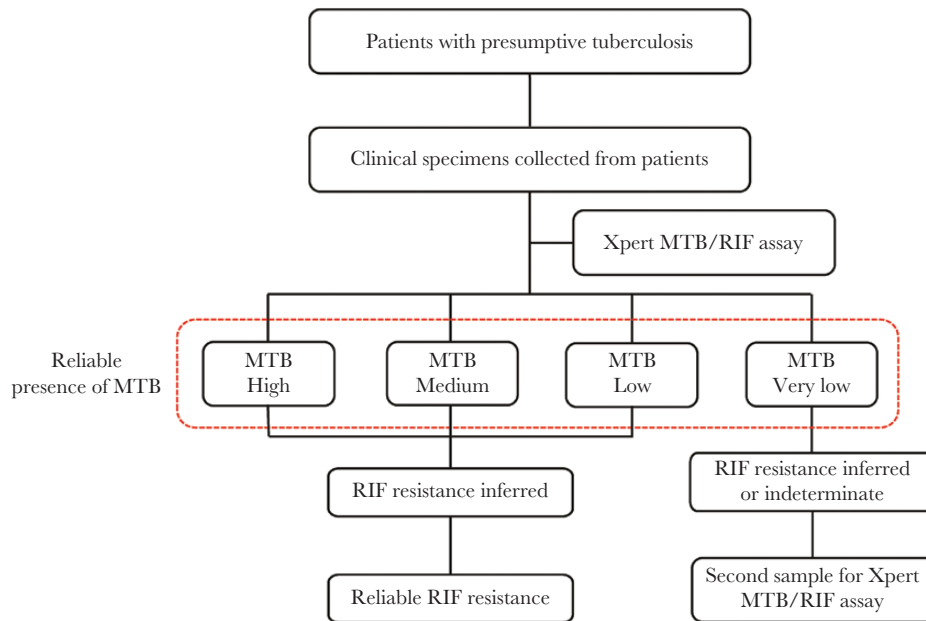 Patients with presumptive tuberculosis
Clinical specimens collected from patients
Xpert MTB/RIF assay
Reliable
presence of MTB
MTB
High
MTB
Medium
MTB
Low
MTB
Very low
RIF resistance inferred
RIF resistance inferred
or indeterminate
Reliable RIF resistance
Second sample for Xpert
MTB/RIF assay